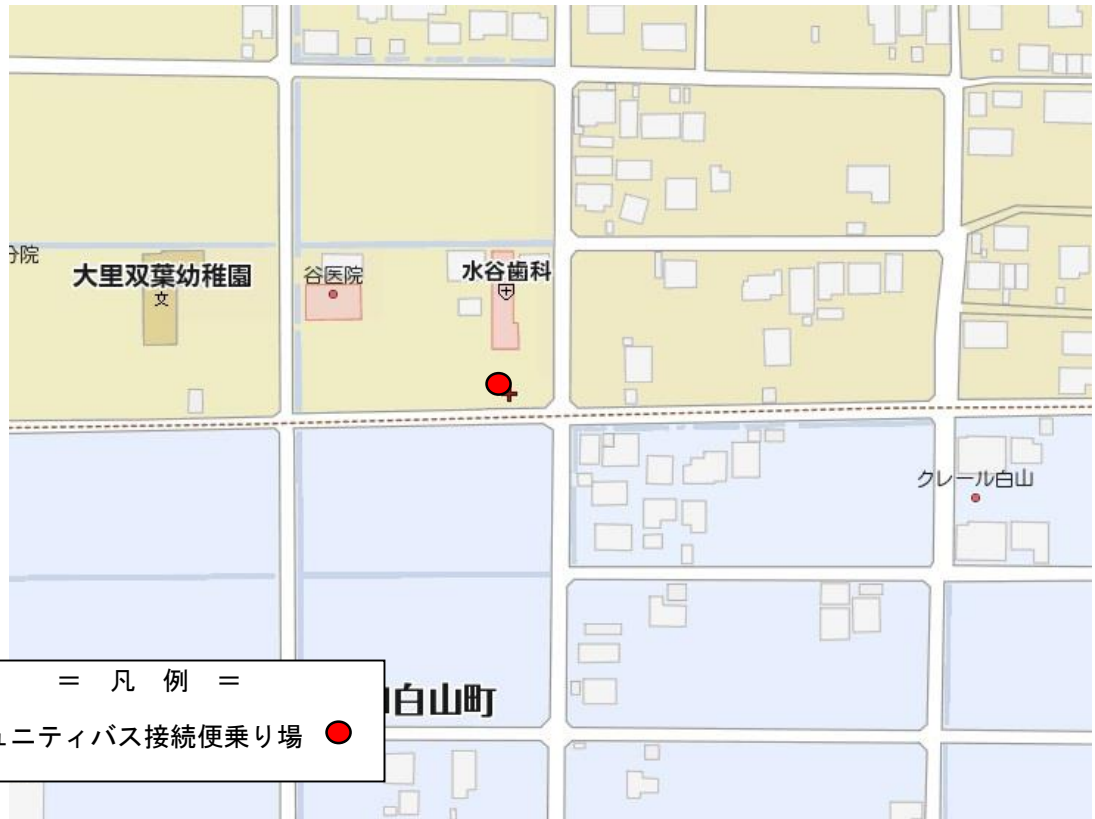 分院
大里双葉幼稚園
文
谷医院
水谷歯科
クレール白山
白山町
＝ 凡 例 ＝
ュニティバス接続便乗り場